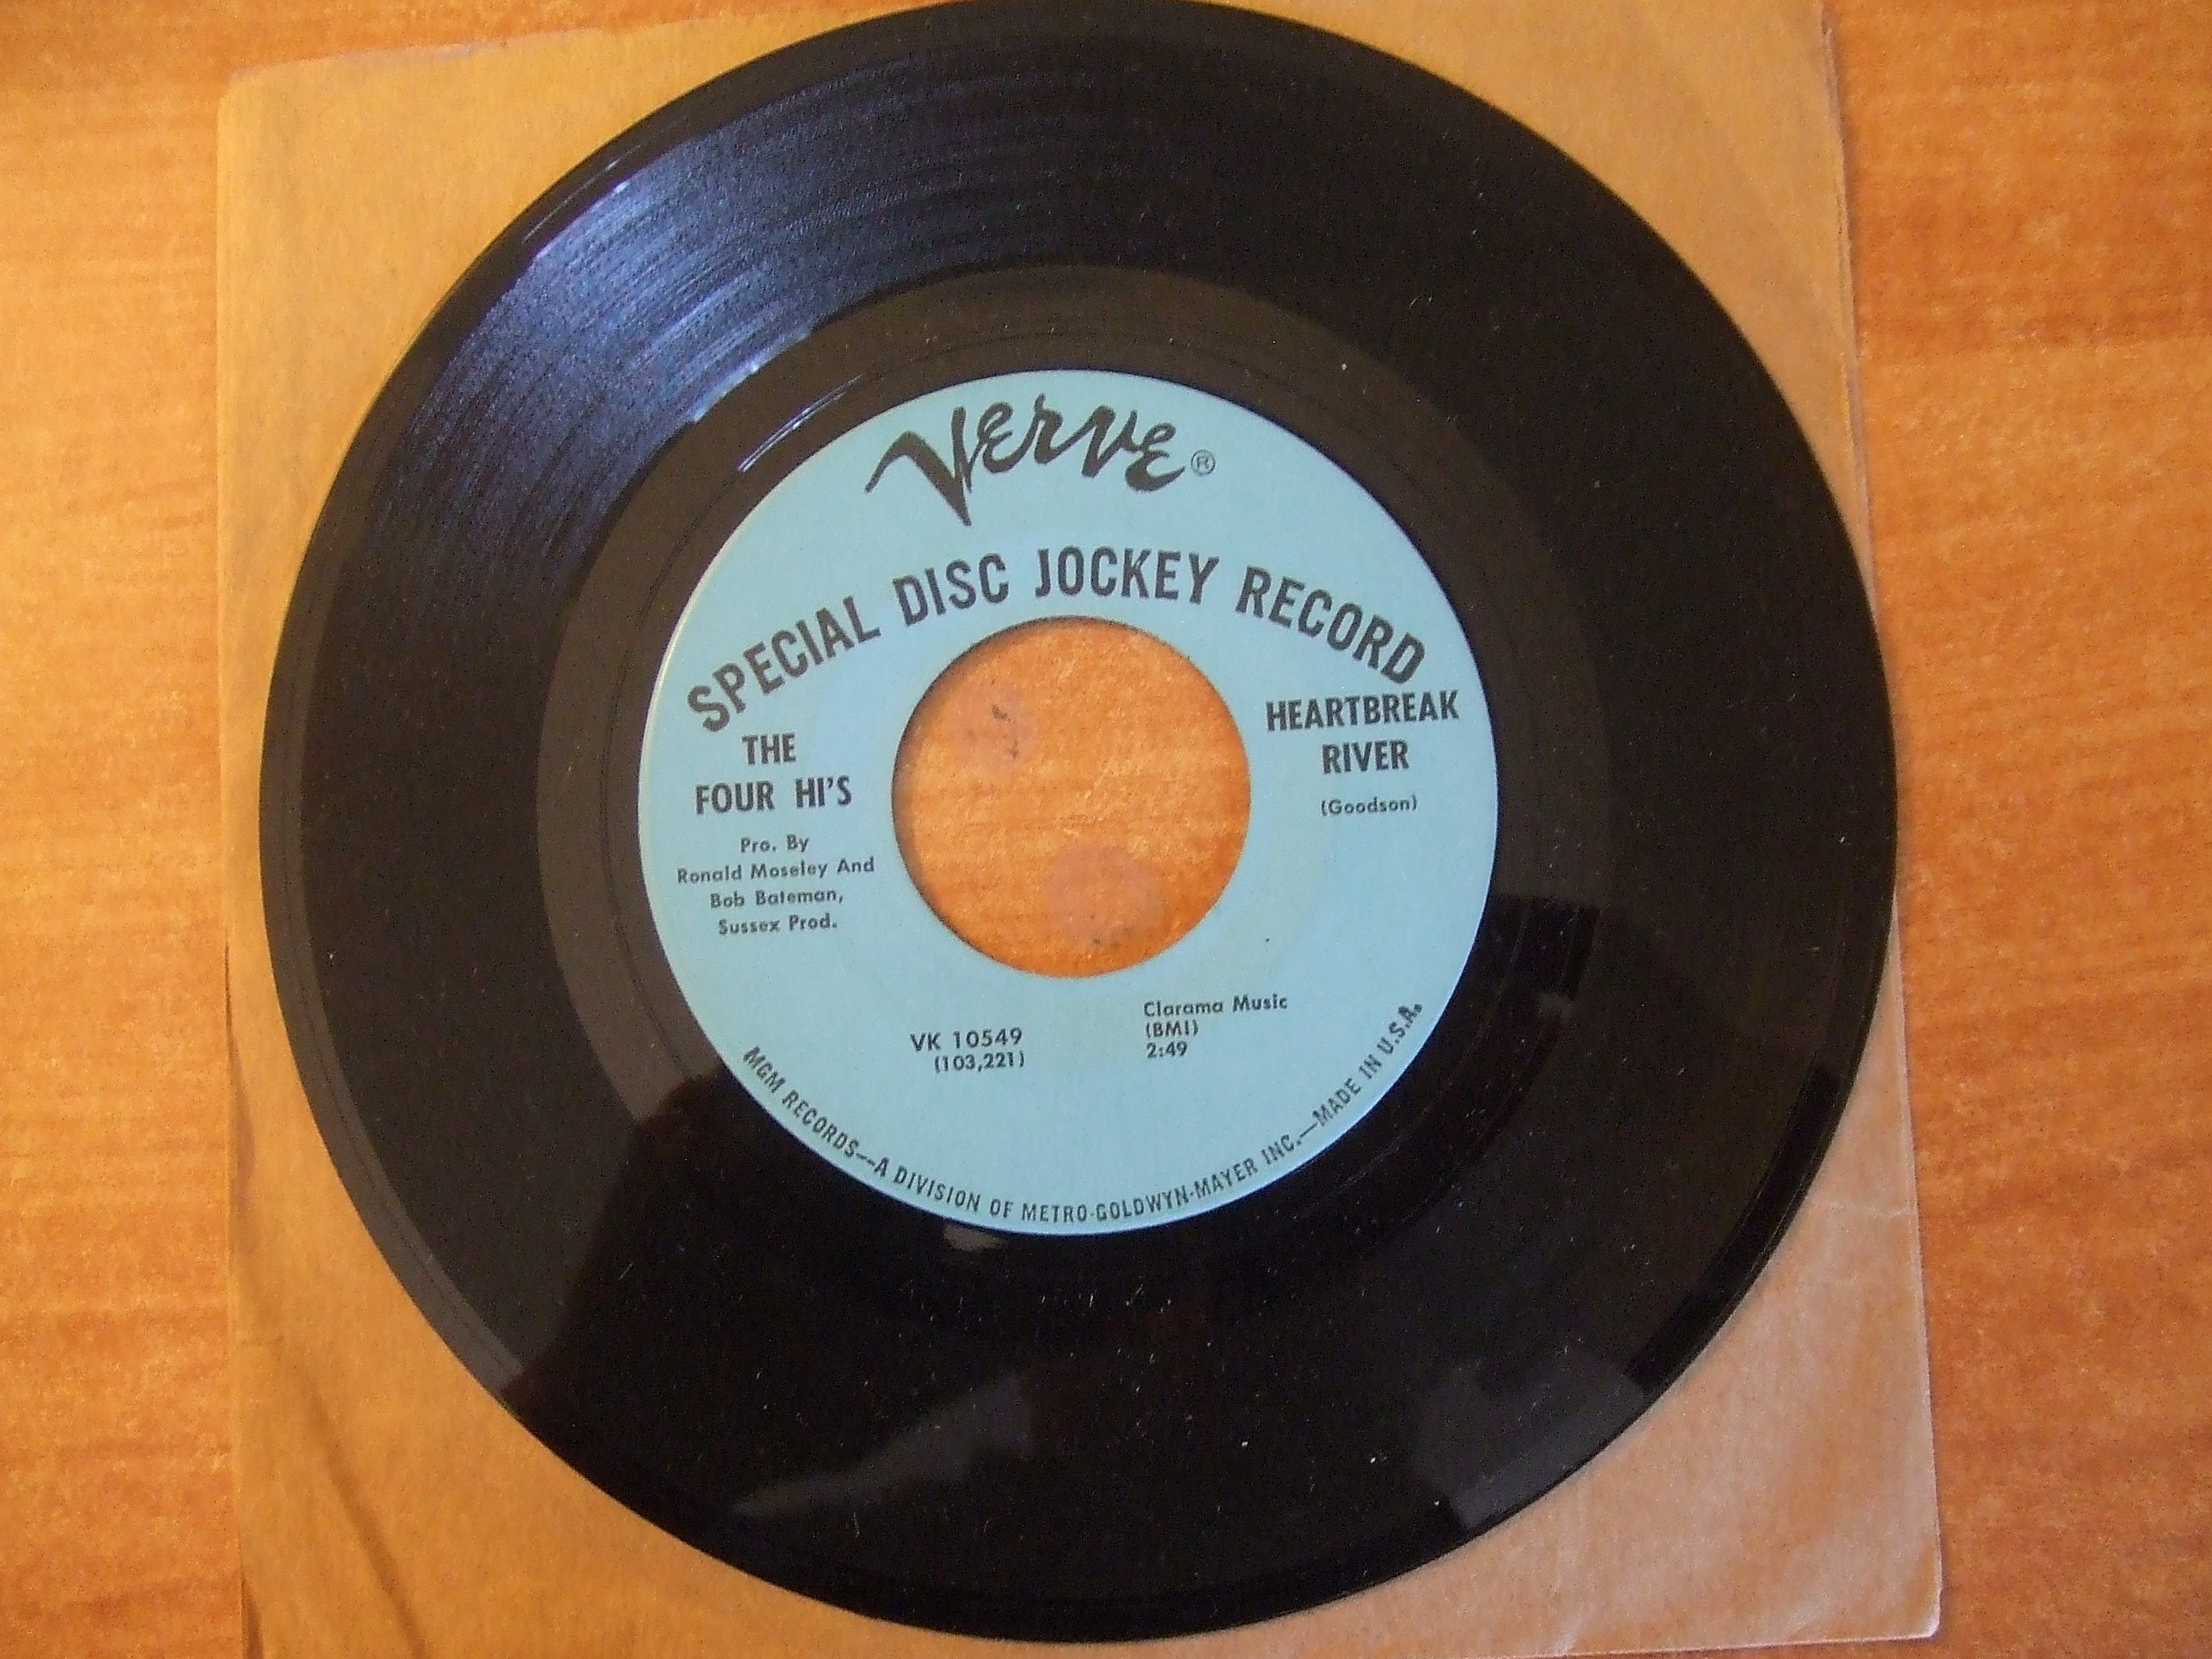 VERVE®
SPECIAL DISC JOCKEY RECORD
THE
FOUR HI'S
Pro. By
Ronald Moseley And
Bob Bateman,
Sussex Prod.
HEARTBREAK
RIVER
(Goodson)
VK 10549
(103,221)
Clarama Music
(BMI)
2:49
MGM RECORDS—A DIVISION OF METRO-GOLDWYN-MAYER INC.—MADE IN U.S.A.